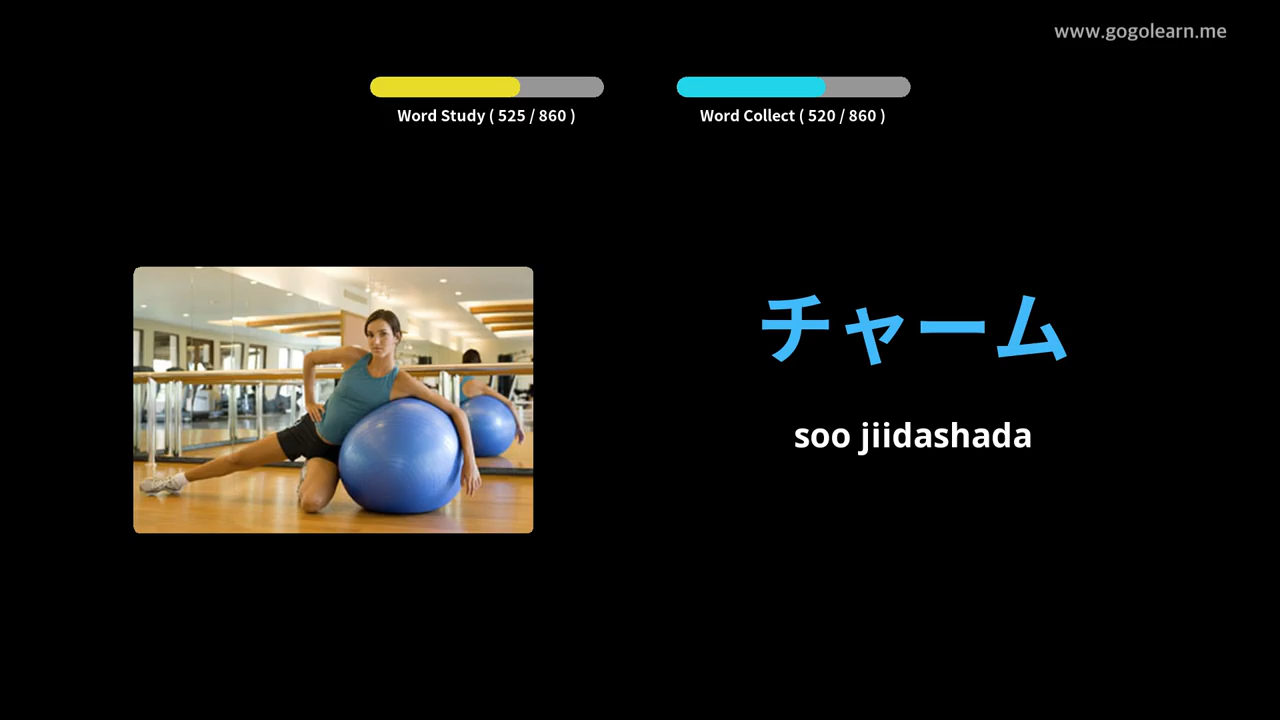 www.gogolearn.me
Word Study ( 525 / 860 )
Word Collect ( 520 / 860 )
チャーム
soo jiidashada